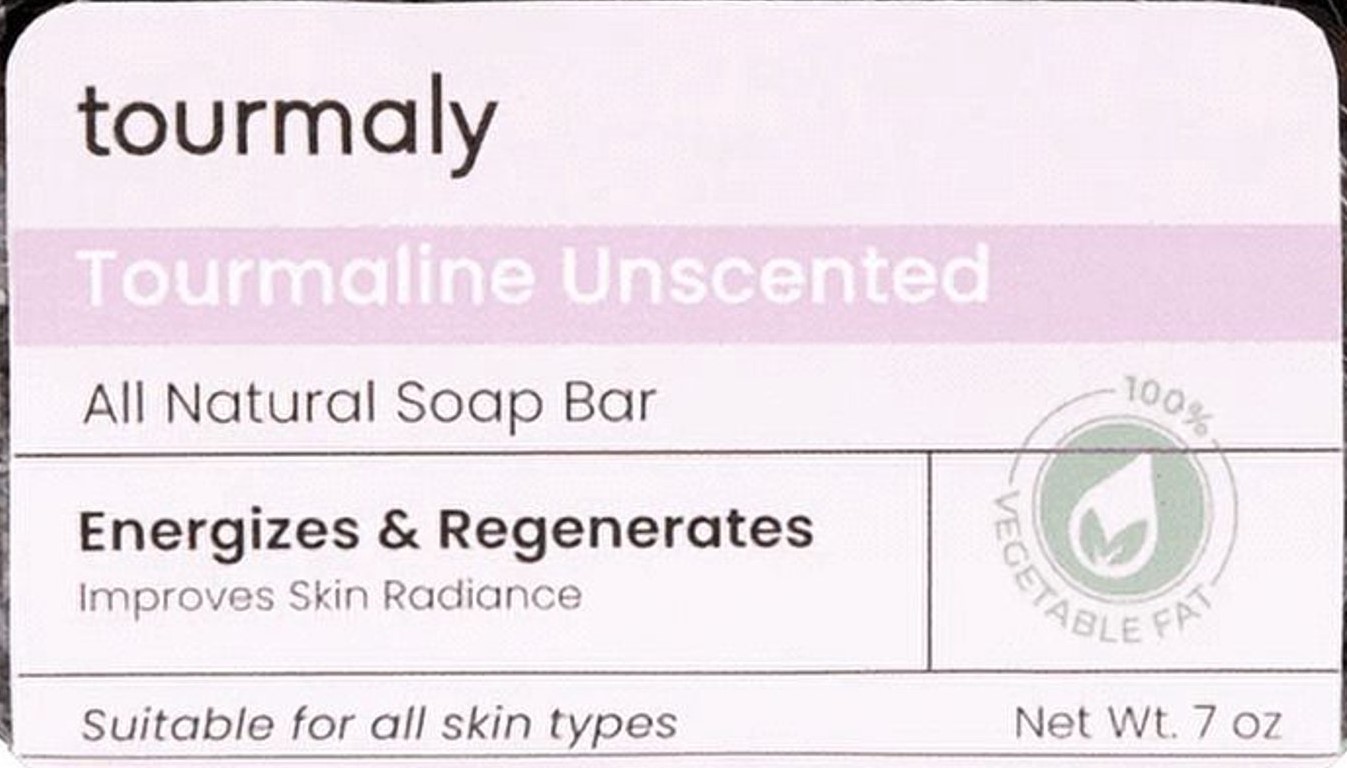 tourmaly
Tourmaline Unscented
All Natural Soap Bar
100%
VEGETABLE FAT
Energizes & Regenerates
Improves Skin Radiance
Suitable for all skin types
Net Wt. 7 oz